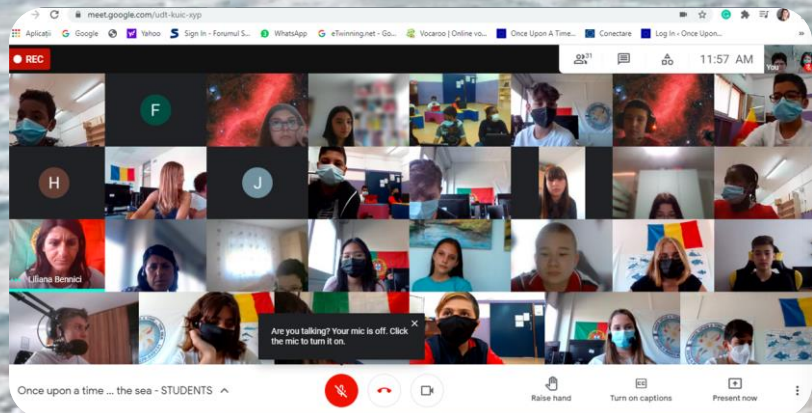 meet.google.com/udt-kuic-xyp
Aplicații Google Yahoo Sign In - Forumul S... WhatsApp eTwinning.net - Go... Vocaroo | Online vo... Once Upon A Time... Conectare Log In ‹ Once Upon... »
REC 31 11:57 AM You
F
H J
Liliana Bennici
Are you talking? Your mic is off. Click
the mic to turn it on.
Once upon a time ... the sea - STUDENTS
Raise hand Turn on captions Present now